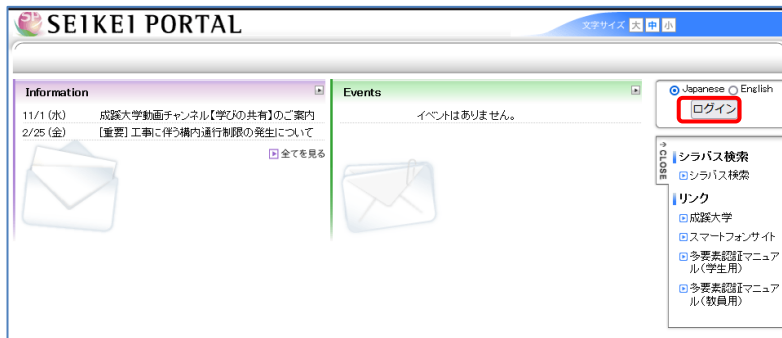 SEIKEI PORTAL
文字サイズ 大 中 小
Information
11/1 (水) 成蹊大学動画チャンネル【学びの共有】のご案内
2/25 (金) [重要] 工事に伴う構内通行制限の発生について
全てを見る
Events
イベントはありません。
Japanese English
ログイン
CLOSE
シラバス検索
シラバス検索
リンク
成蹊大学
スマートフォンサイト
多要素認証マニュア
ル(学生用)
多要素認証マニュア
ル(教員用)